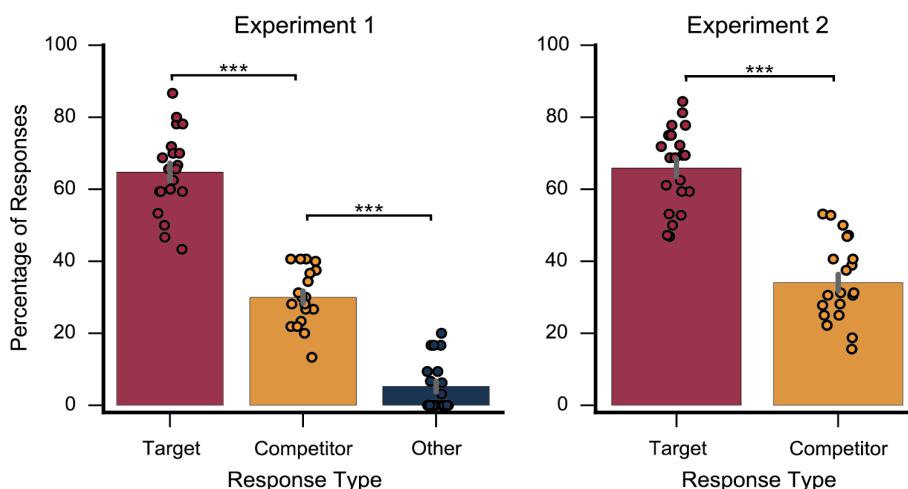 Experiment 1
Percentage of Responses
100
80
60
40
20
0
***
***
Target
Competitor
Other
Response Type
Experiment 2
100
80
60
40
20
0
***
Target
Competitor
Response Type